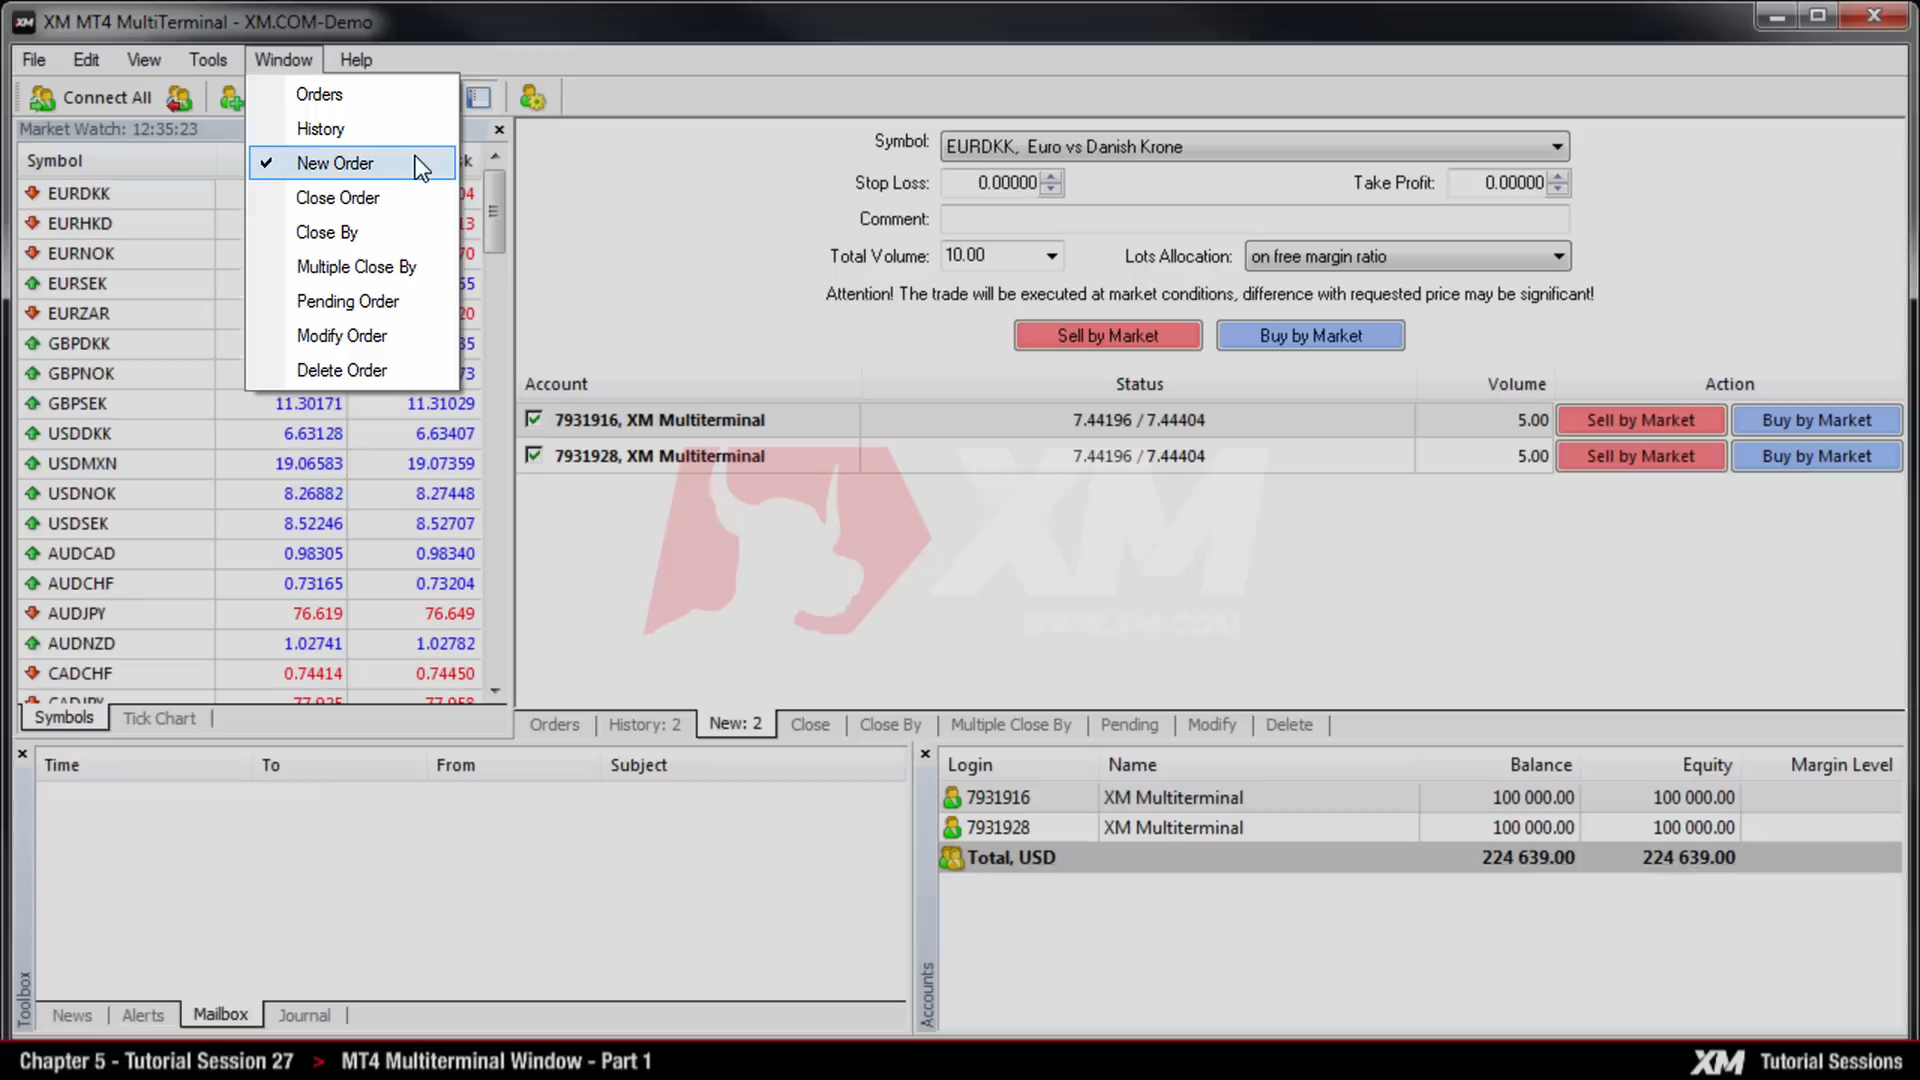 XM MT4 MultiTerminal - XM.COM-Demo
File Edit View Tools Window Help
Connect All
Orders
History
New Order
Close Order
Close By
Multiple Close By
Pending Order
Modify Order
Delete Order
Market Watch: 12:35:23
Symbol
EURDKK 04
EURHKD 13
EURNOK 70
EURSEK 55
EURZAR 20
GBPDKK 35
GBPNOK 73
GBPSEK 11.30171 11.31029
USDDKK 6.63128 6.63407
USDMXN 19.06583 19.07359
USDNOK 8.26882 8.27448
USDSEK 8.52246 8.52707
AUDCAD 0.98305 0.98340
AUDCHF 0.73165 0.73204
AUDJPY 76.619 76.649
AUDNZD 1.02741 1.02782
CADCHF 0.74414 0.74450
Symbols Tick Chart
Symbol: EURDKK, Euro vs Danish Krone
Stop Loss: 0.00000 Take Profit: 0.00000
Comment:
Total Volume: 10.00 Lots Allocation: on free margin ratio
Attention! The trade will be executed at market conditions, difference with requested price may be significant!
Sell by Market Buy by Market
Account Status Volume Action
7931916, XM Multiterminal 7.44196 / 7.44404 5.00 Sell by Market Buy by Market
7931928, XM Multiterminal 7.44196 / 7.44404 5.00 Sell by Market Buy by Market
XM
WWW.XM.COM
Orders History: 2 New: 2 Close Close By Multiple Close By Pending Modify Delete
Time To From Subject
Toolbox
News Alerts Mailbox Journal
Login Name Balance Equity Margin Level
7931916 XM Multiterminal 100 000.00 100 000.00
7931928 XM Multiterminal 100 000.00 100 000.00
Total, USD 224 639.00 224 639.00
Accounts
Chapter 5 - Tutorial Session 27 > MT4 Multiterminal Window - Part 1
XM Tutorial Sessions